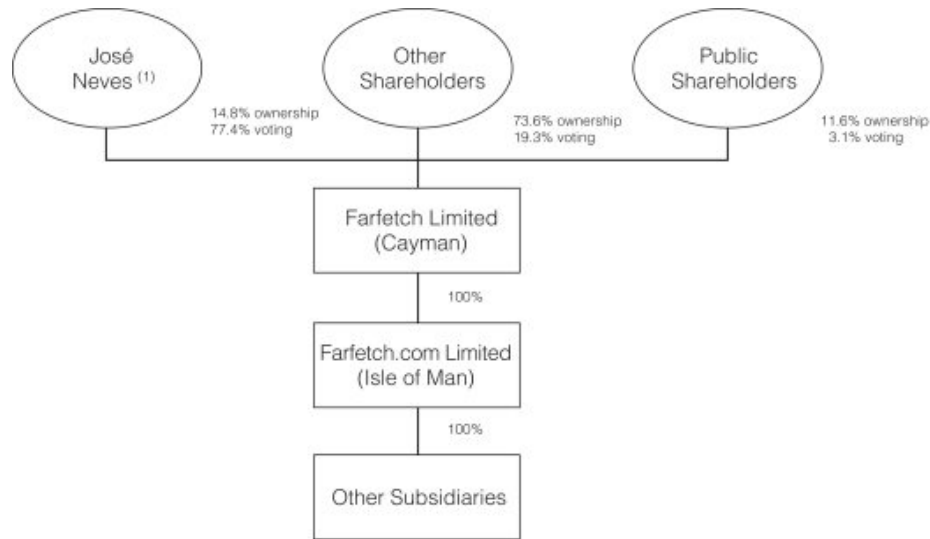 José
Neves (1)
Other
Shareholders
Public
Shareholders
14.8% ownership
77.4% voting
73.6% ownership
19.3% voting
11.6% ownership
3.1% voting
Farfetch Limited
(Cayman)
100%
Farfetch.com Limited
(Isle of Man)
100%
Other Subsidiaries